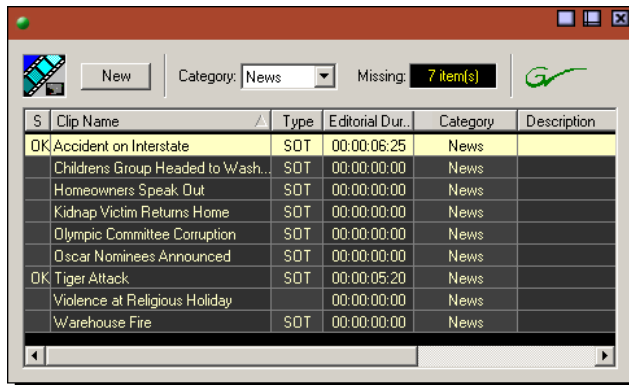 New Category: News Missing: 7 item(s)
S Clip Name Type Editorial Dur.. Category Description
OK Accident on Interstate SOT 00:00:06:25 News
Childrens Group Headed to Wash... SOT 00:00:00:00 News
Homeowners Speak Out SOT 00:00:00:00 News
Kidnap Victim Returns Home SOT 00:00:00:00 News
Olympic Committee Corruption SOT 00:00:00:00 News
Oscar Nominees Announced SOT 00:00:00:00 News
OK Tiger Attack SOT 00:00:05:20 News
Violence at Religious Holiday 00:00:00:00 News
Warehouse Fire SOT 00:00:00:00 News